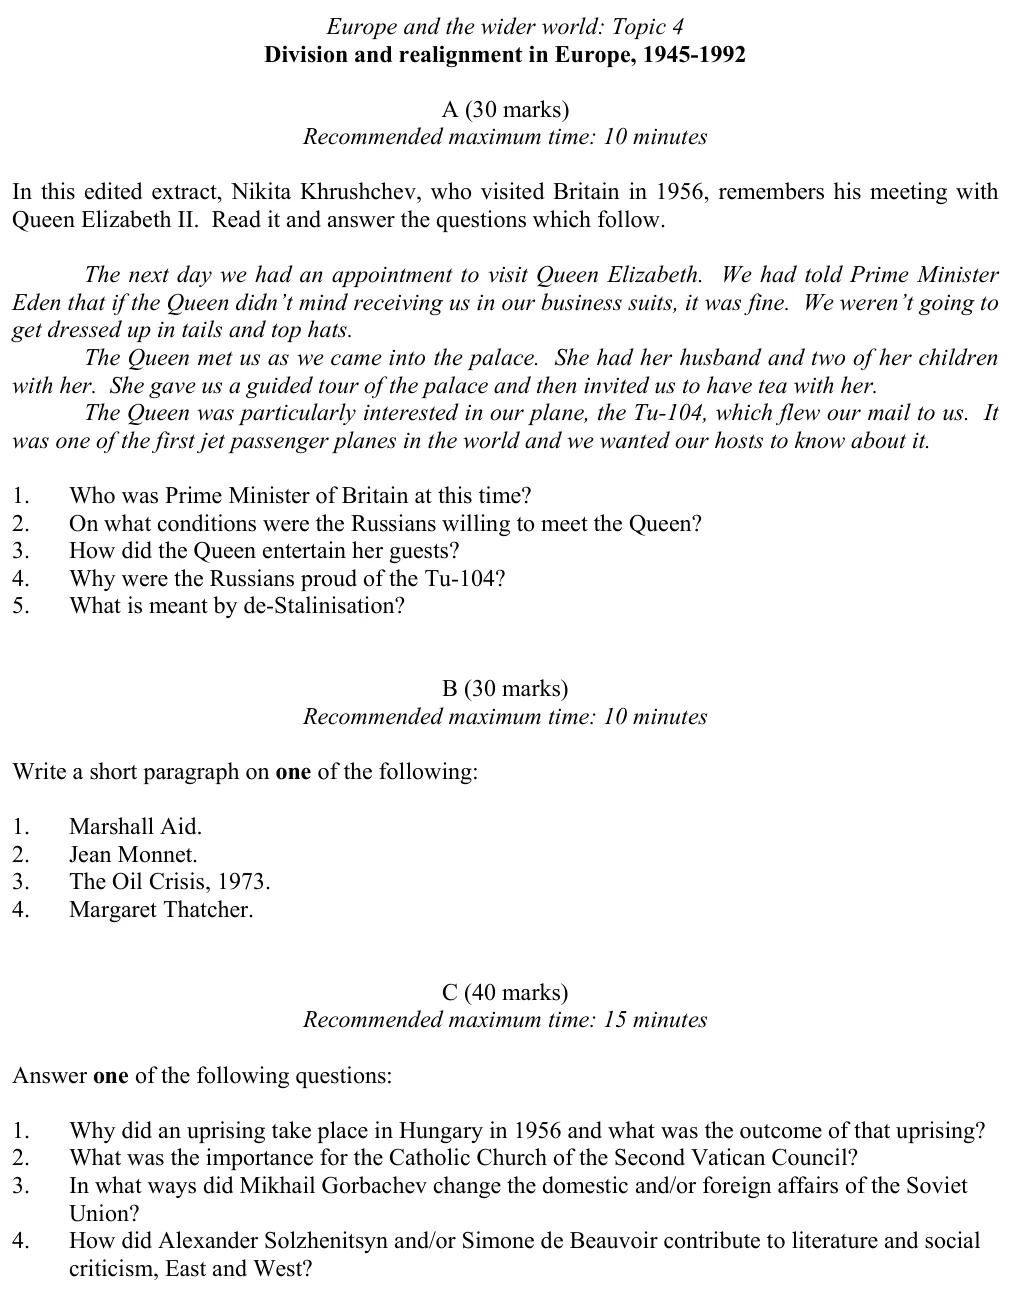 Europe and the wider world: Topic 4
Division and realignment in Europe, 1945-1992
A (30 marks)
Recommended maximum time: 10 minutes
In this edited extract, Nikita Khrushchev, who visited Britain in 1956, remembers his meeting with
Queen Elizabeth II. Read it and answer the questions which follow.
The next day we had an appointment to visit Queen Elizabeth. We had told Prime Minister
Eden that if the Queen didn’t mind receiving us in our business suits, it was fine. We weren’t going to
get dressed up in tails and top hats.
The Queen met us as we came into the palace. She had her husband and two of her children
with her. She gave us a guided tour of the palace and then invited us to have tea with her.
The Queen was particularly interested in our plane, the Tu-104, which flew our mail to us. It
was one of the first jet passenger planes in the world and we wanted our hosts to know about it.
1. Who was Prime Minister of Britain at this time?
2. On what conditions were the Russians willing to meet the Queen?
3. How did the Queen entertain her guests?
4. Why were the Russians proud of the Tu-104?
5. What is meant by de-Stalinisation?
B (30 marks)
Recommended maximum time: 10 minutes
Write a short paragraph on one of the following:
1. Marshall Aid.
2. Jean Monnet.
3. The Oil Crisis, 1973.
4. Margaret Thatcher.
C (40 marks)
Recommended maximum time: 15 minutes
Answer one of the following questions:
1. Why did an uprising take place in Hungary in 1956 and what was the outcome of that uprising?
2. What was the importance for the Catholic Church of the Second Vatican Council?
3. In what ways did Mikhail Gorbachev change the domestic and/or foreign affairs of the Soviet
Union?
4. How did Alexander Solzhenitsyn and/or Simone de Beauvoir contribute to literature and social
criticism, East and West?